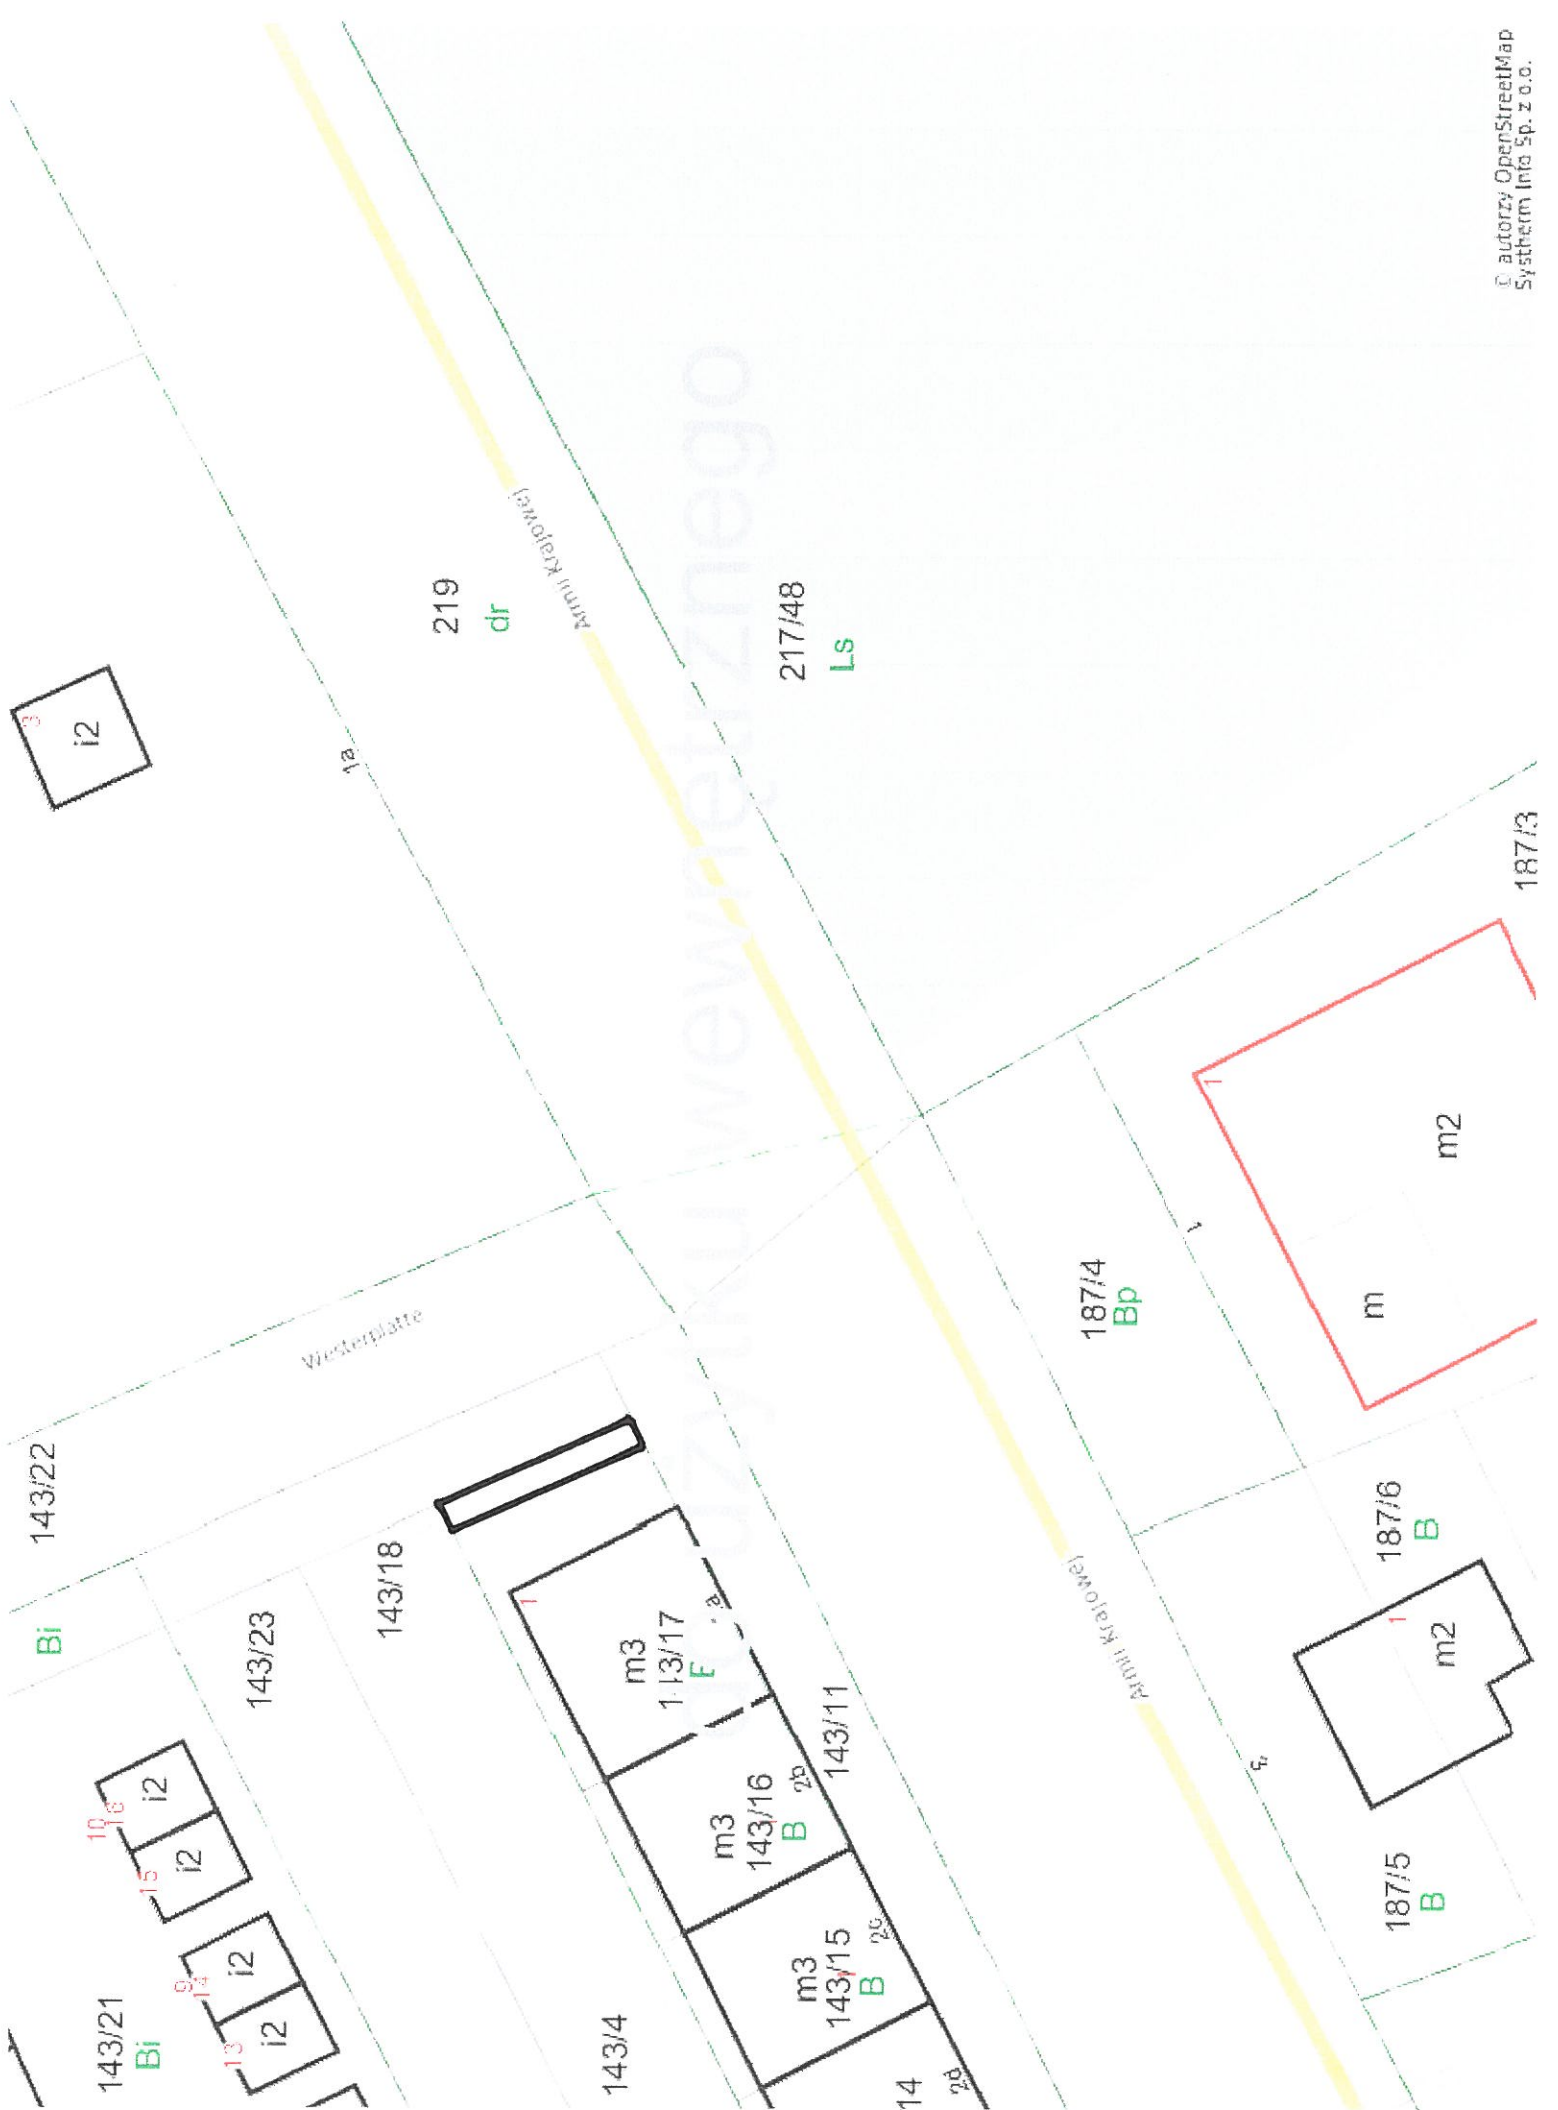 © autorzy OpenStreetMap
Systherm Info Sp. z o.o.
3
i2
1a
219
dr
Armii Krajowej
217/48
Ls
do użytku wewnętrznego
187/3
143/22
Westerplatte
Bi
143/23
143/18
1
m3
143/17
a
187/4
Bp
1
1
m
m2
10
16
i2
15
i2
9
14
i2
13
i2
143/21
Bi
143/4
m3
143/16
B
2b
143/11
m3
143/15
B
2c
14
2d
Armii Krajowej
187/6
B
1
m2
187/5
B